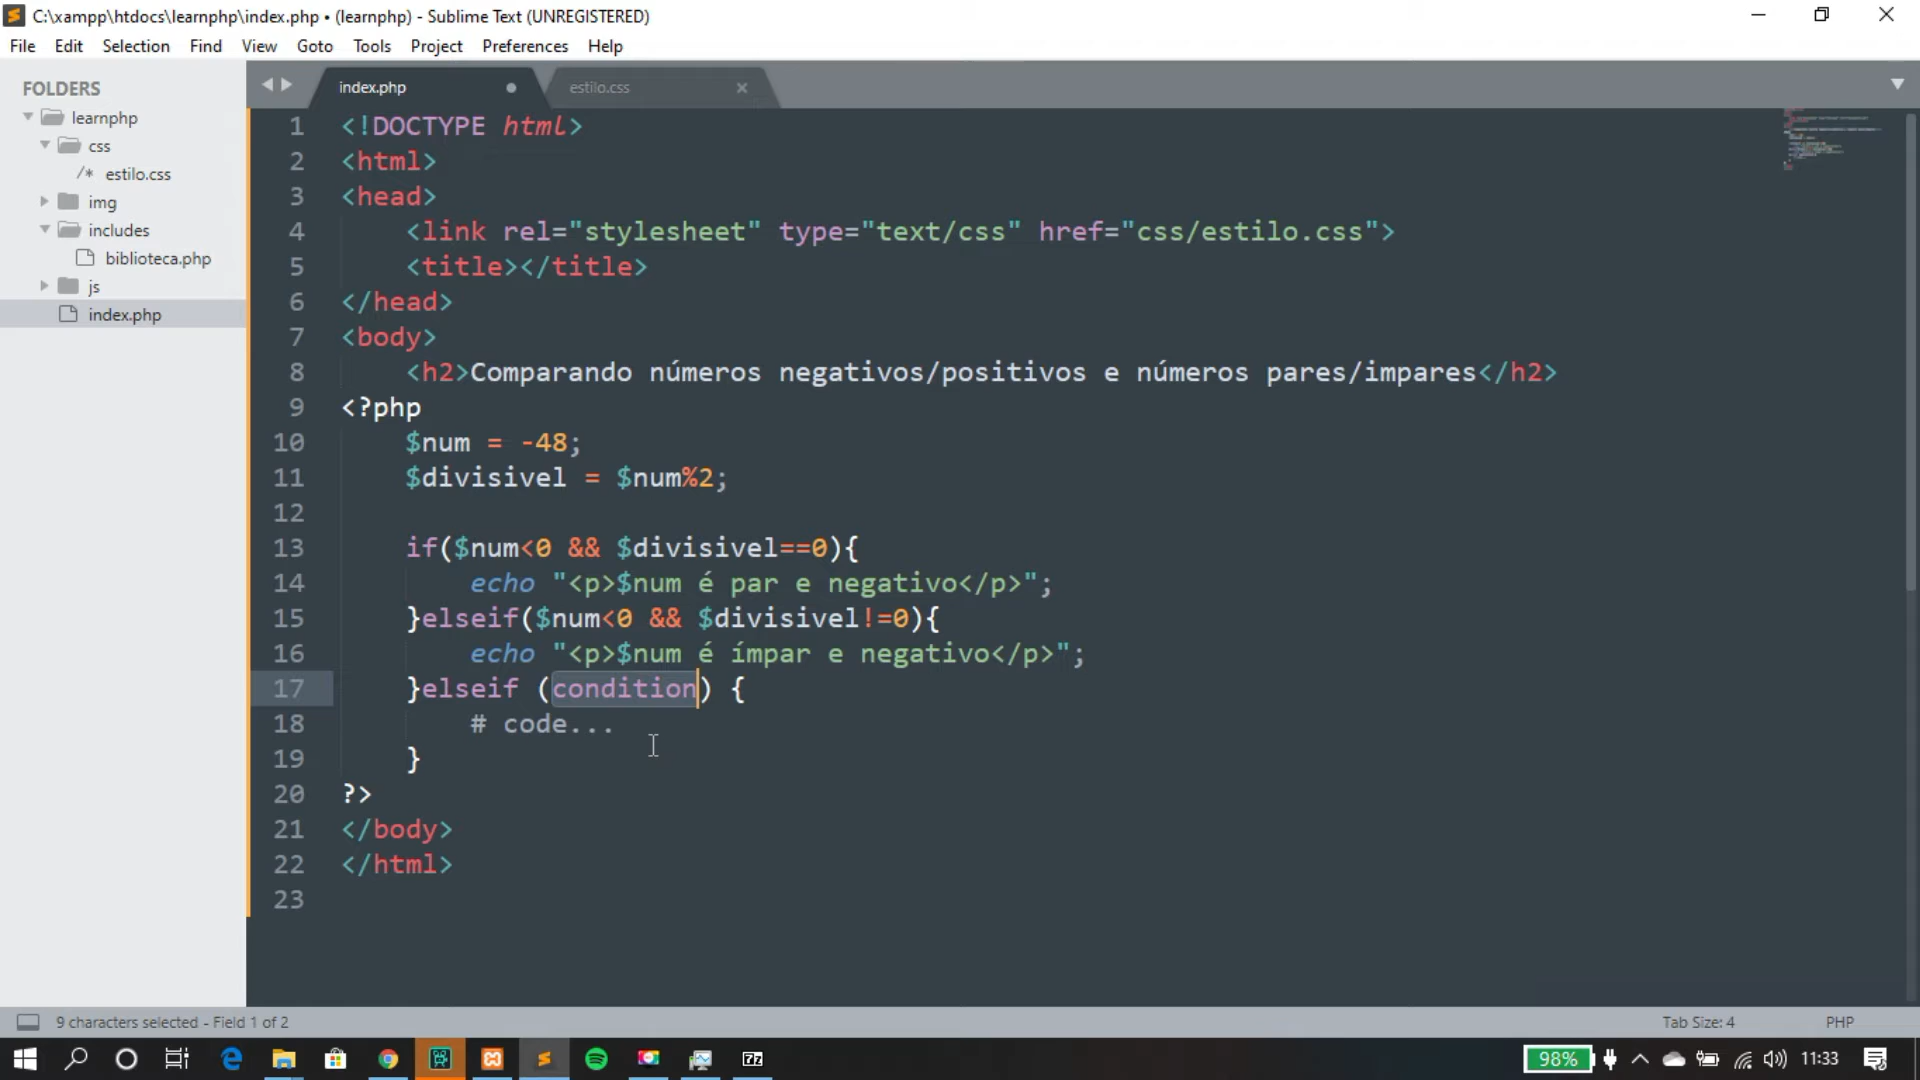 C:\xampp\htdocs\learnphp\index.php • (learnphp) - Sublime Text (UNREGISTERED)
File Edit Selection Find View Goto Tools Project Preferences Help
FOLDERS
learnphp
css
/* estilo.css
img
includes
biblioteca.php
js
index.php
index.php
estilo.css
1 <!DOCTYPE html>
2 <html>
3 <head>
4 <link rel="stylesheet" type="text/css" href="css/estilo.css">
5 <title></title>
6 </head>
7 <body>
8 <h2>Comparando números negativos/positivos e números pares/impares</h2>
9 <?php
10 $num = -48;
11 $divisivel = $num%2;
12
13 if($num<0 && $divisivel==0){
14 echo "<p>$num é par e negativo</p>";
15 }elseif($num<0 && $divisivel!=0){
16 echo "<p>$num é ímpar e negativo</p>";
17 }elseif (condition) {
18 # code...
19 }
20 ?>
21 </body>
22 </html>
23
9 characters selected - Field 1 of 2
Tab Size: 4
PHP
98%
11:33